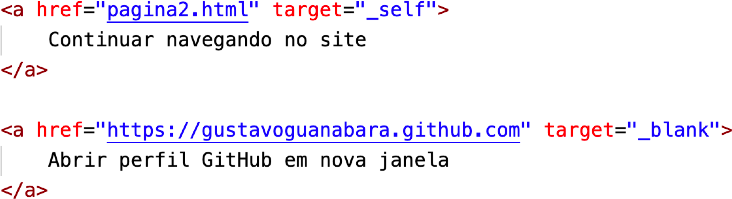 <a href="pagina2.html" target="_self">
    Continuar navegando no site
</a>

<a href="https://gustavoguanabara.github.com" target="_blank">
    Abrir perfil GitHub em nova janela
</a>